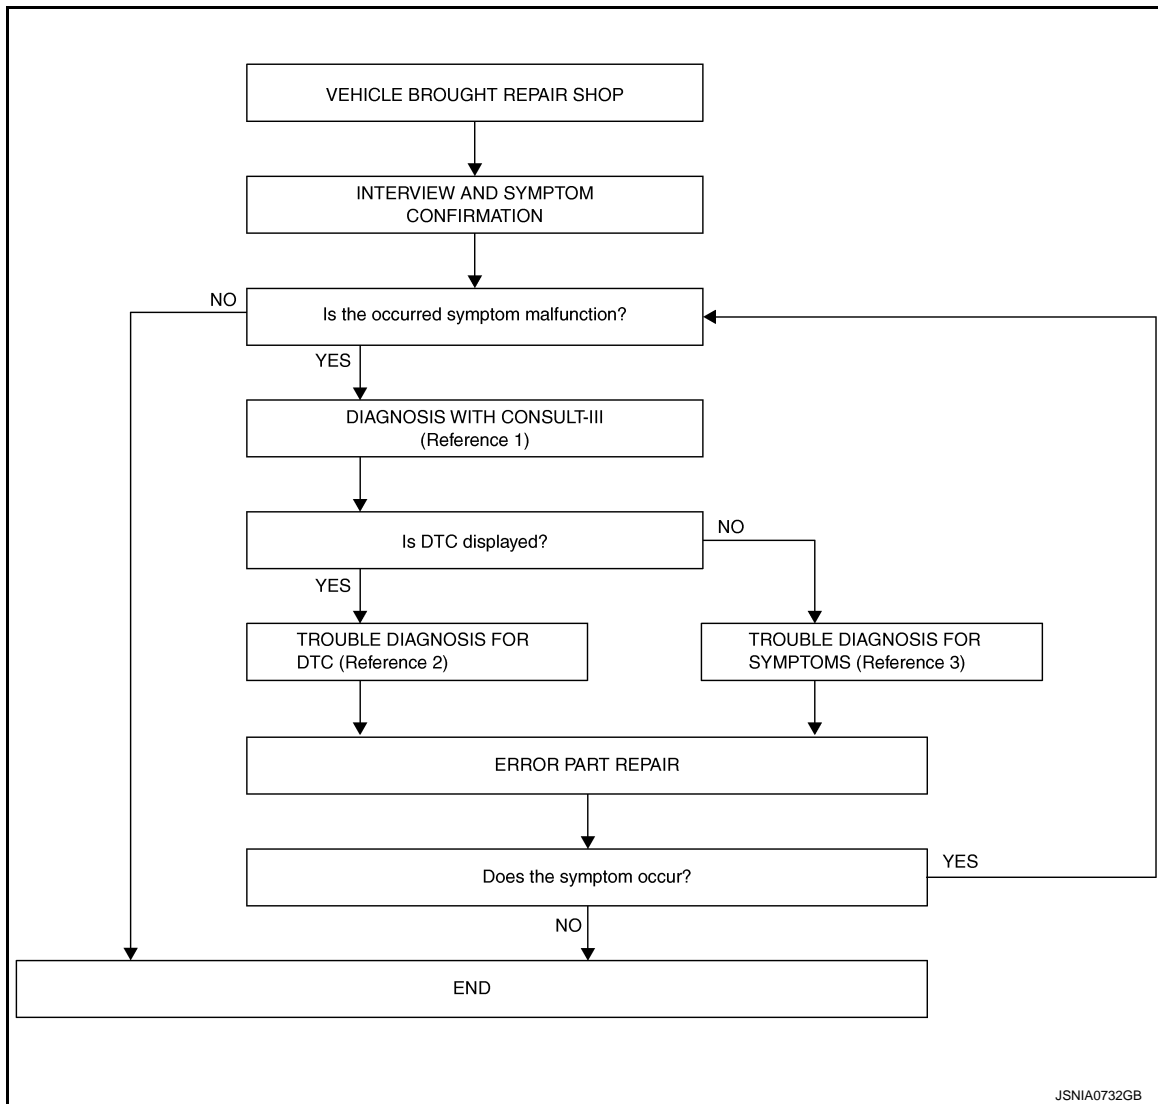 VEHICLE BROUGHT REPAIR SHOP
INTERVIEW AND SYMPTOM
CONFIRMATION
NO
Is the occurred symptom malfunction?
YES
DIAGNOSIS WITH CONSULT-III
(Reference 1)
Is DTC displayed?
NO
YES
TROUBLE DIAGNOSIS FOR
DTC (Reference 2)
TROUBLE DIAGNOSIS FOR
SYMPTOMS (Reference 3)
ERROR PART REPAIR
Does the symptom occur?
YES
NO
END
JSNIA0732GB